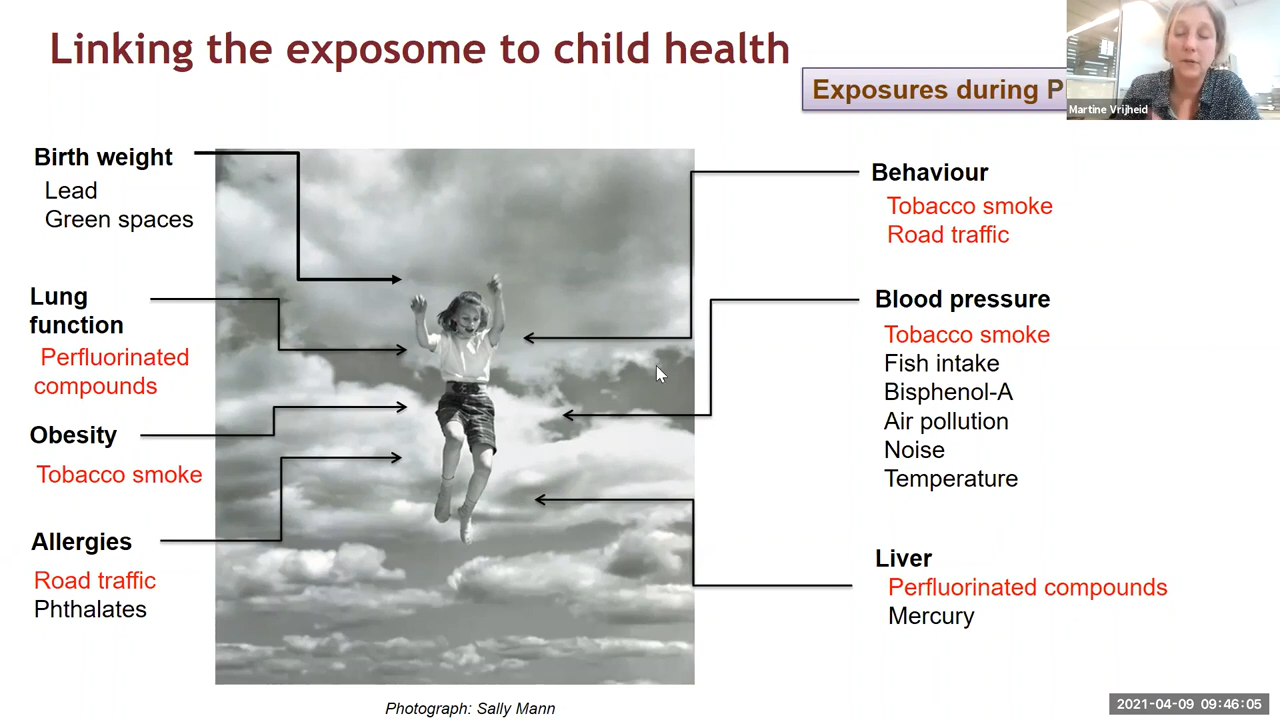 Linking the exposome to child health
Exposures during P
Martine Vrijheid
Birth weight
Lead
Green spaces
Lung
function
Perfluorinated
compounds
Obesity
Tobacco smoke
Allergies
Road traffic
Phthalates
Behaviour
Tobacco smoke
Road traffic
Blood pressure
Tobacco smoke
Fish intake
Bisphenol-A
Air pollution
Noise
Temperature
Liver
Perfluorinated compounds
Mercury
Photograph: Sally Mann
2021-04-09 09:46:05